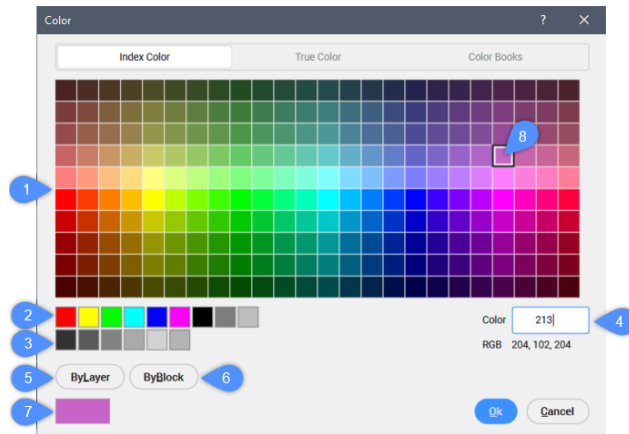 Color ?
Index Color True Color Color Books
8
1
2
Color 213 4
3
RGB 204, 102, 204
5 ByLayer ByBlock 6
7
Ok Cancel